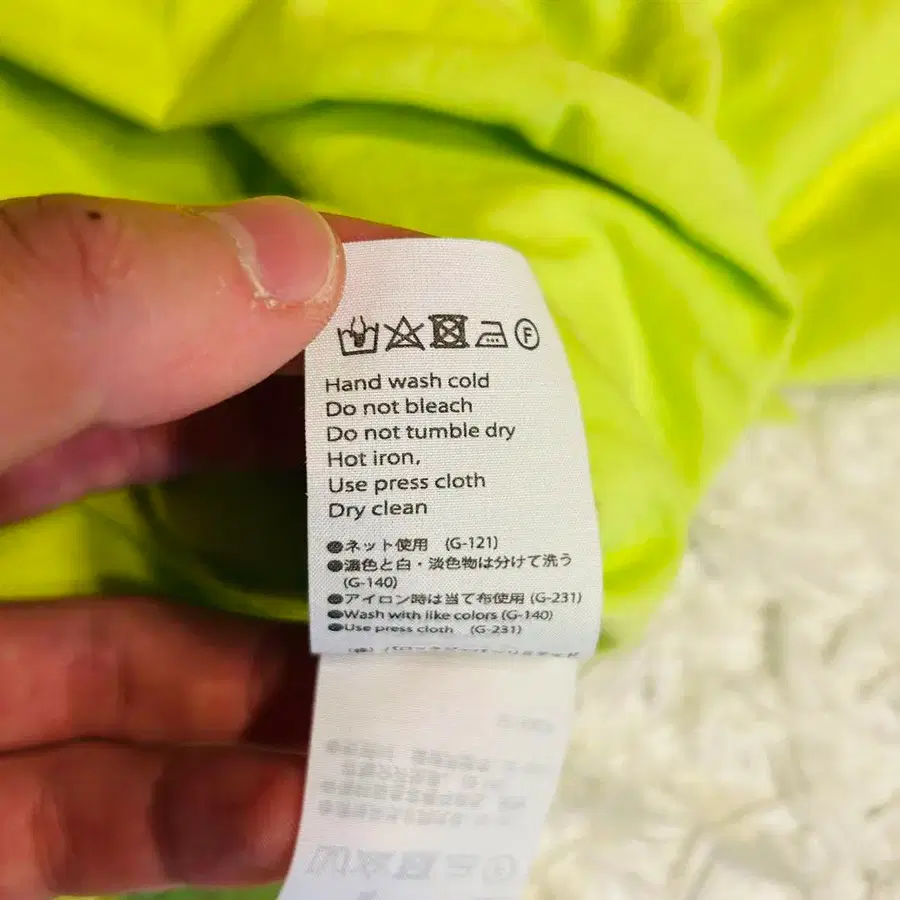 F
Hand wash cold
Do not bleach
Do not tumble dry
Hot iron,
Use press cloth
Dry clean
●ネット使用 (G-121)
●濃色と白・淡色物は分けて洗う
(G-140)
●アイロン時は当て布使用 (G-231)
●Wash with like colors (G-140)
●Use press cloth (G-231)